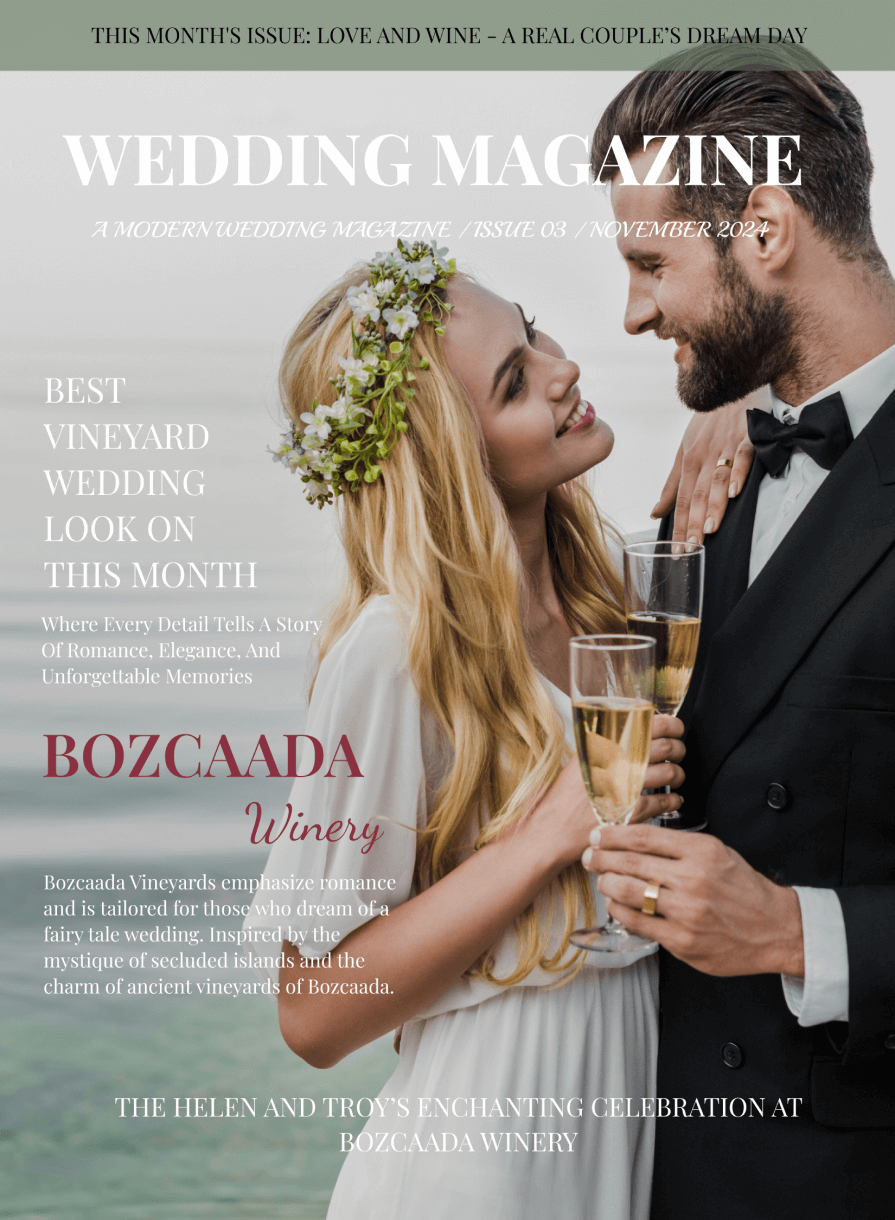 THIS MONTH'S ISSUE: LOVE AND WINE - A REAL COUPLE’S DREAM DAY
WEDDING MAGAZINE
A MODERN WEDDING MAGAZINE / ISSUE 03 / NOVEMBER 2024
BEST
VINEYARD
WEDDING
LOOK ON
THIS MONTH
Where Every Detail Tells A Story
Of Romance, Elegance, And
Unforgettable Memories
BOZCAADA
Winery
Bozcaada Vineyards emphasize romance
and is tailored for those who dream of a
fairy tale wedding. Inspired by the
mystique of secluded islands and the
charm of ancient vineyards of Bozcaada.
THE HELEN AND TROY’S ENCHANTING CELEBRATION AT
BOZCAADA WINERY